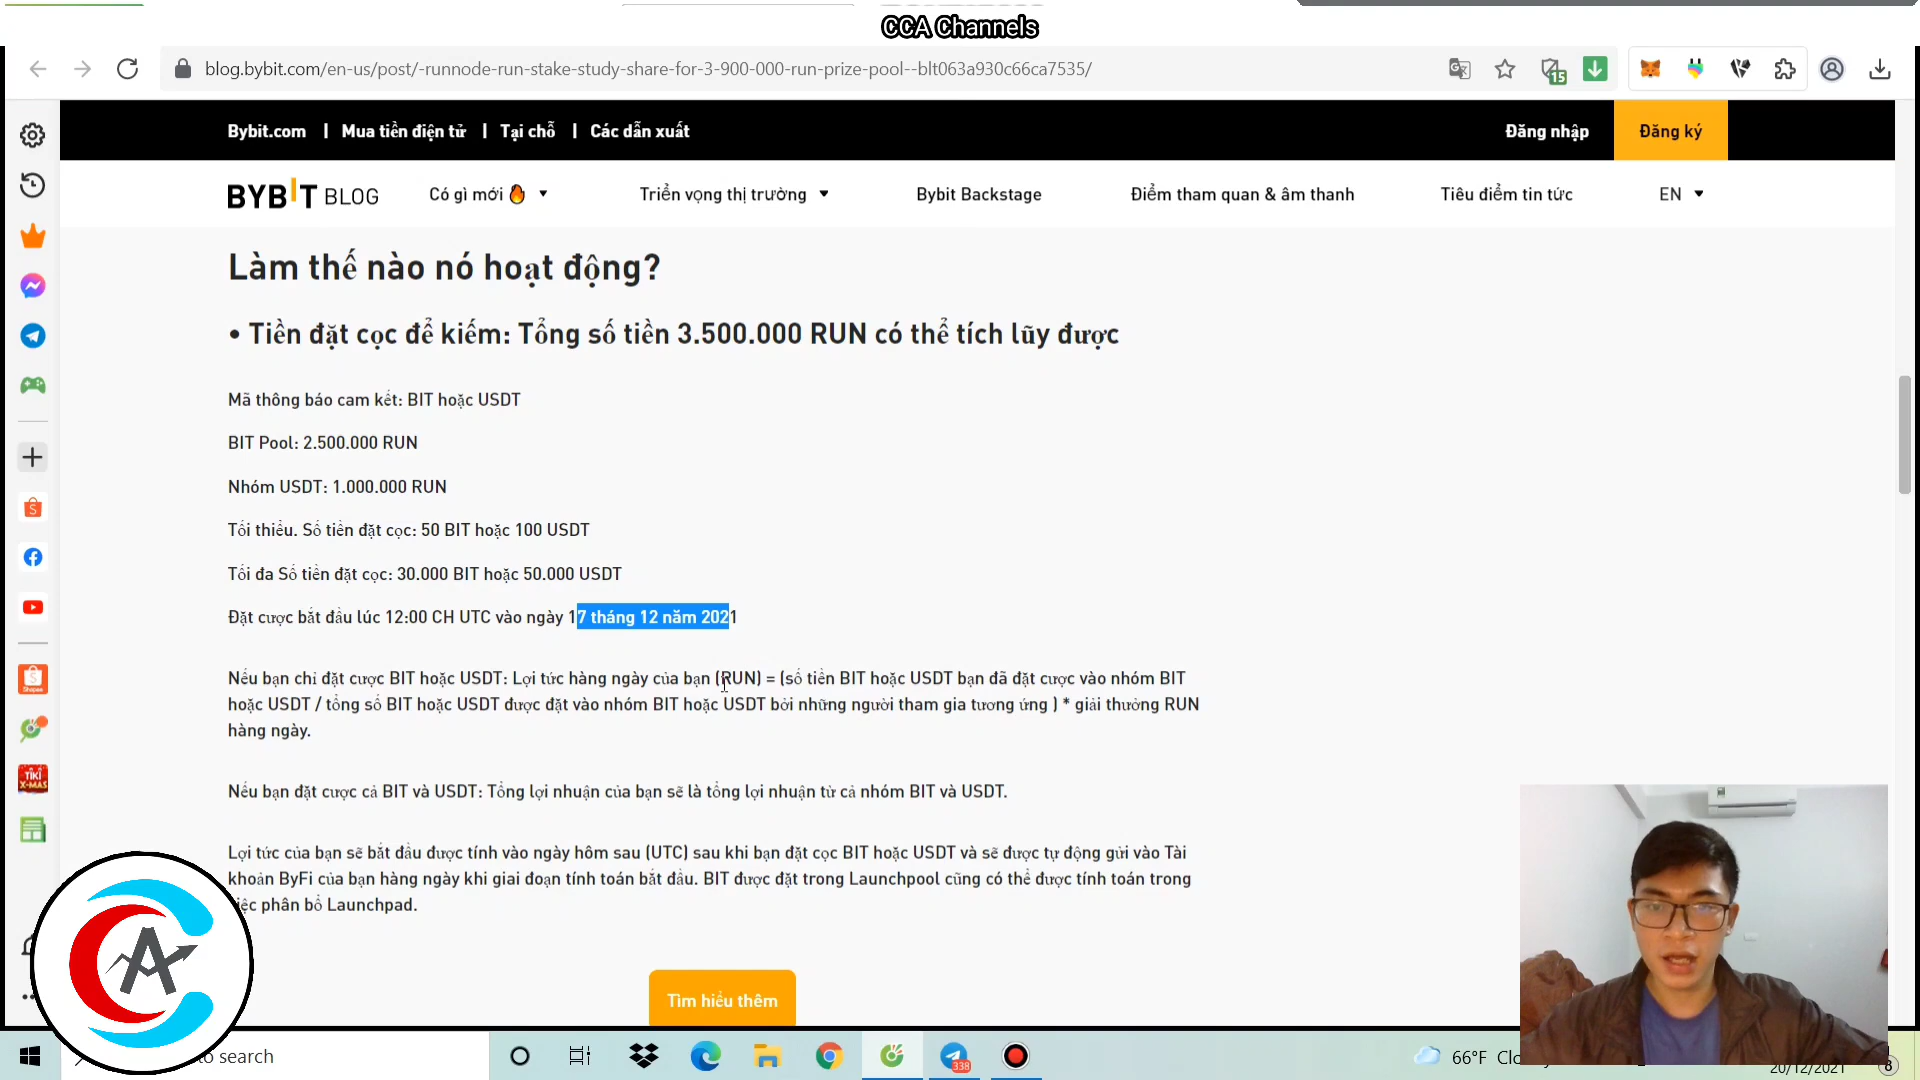 CCA Channels
blog.bybit.com/en-us/post/-runnode-run-stake-study-share-for-3-900-000-run-prize-pool--blt063a930c66ca7535/
15
Bybit.com | Mua tiền điện tử | Tại chỗ | Các dẫn xuất
Đăng nhập
Đăng ký
BYBIT BLOG
Có gì mới
Triển vọng thị trường
Bybit Backstage
Điểm tham quan & âm thanh
Tiêu điểm tin tức
EN
Làm thế nào nó hoạt động?
• Tiền đặt cọc để kiếm: Tổng số tiền 3.500.000 RUN có thể tích lũy được
Mã thông báo cam kết: BIT hoặc USDT
BIT Pool: 2.500.000 RUN
Nhóm USDT: 1.000.000 RUN
Tối thiểu. Số tiền đặt cọc: 50 BIT hoặc 100 USDT
Tối đa Số tiền đặt cọc: 30.000 BIT hoặc 50.000 USDT
Đặt cược bắt đầu lúc 12:00 CH UTC vào ngày 17 tháng 12 năm 2021
Nếu bạn chỉ đặt cược BIT hoặc USDT: Lợi tức hàng ngày của bạn (RUN) = (số tiền BIT hoặc USDT bạn đã đặt cược vào nhóm BIT
hoặc USDT / tổng số BIT hoặc USDT được đặt vào nhóm BIT hoặc USDT bởi những người tham gia tương ứng ) * giải thưởng RUN
hàng ngày.
Nếu bạn đặt cược cả BIT và USDT: Tổng lợi nhuận của bạn sẽ là tổng lợi nhuận từ cả nhóm BIT và USDT.
Lợi tức của bạn sẽ bắt đầu được tính vào ngày hôm sau (UTC) sau khi bạn đặt cọc BIT hoặc USDT và sẽ được tự động gửi vào Tài
khoản ByFi của bạn hàng ngày khi giai đoạn tính toán bắt đầu. BIT được đặt trong Launchpool cũng có thể được tính toán trong
phân bổ Launchpad.
Tìm hiểu thêm
Shopee
TIKI
X-MAS
CCA
to search
338
66°F
20/12/2021
8